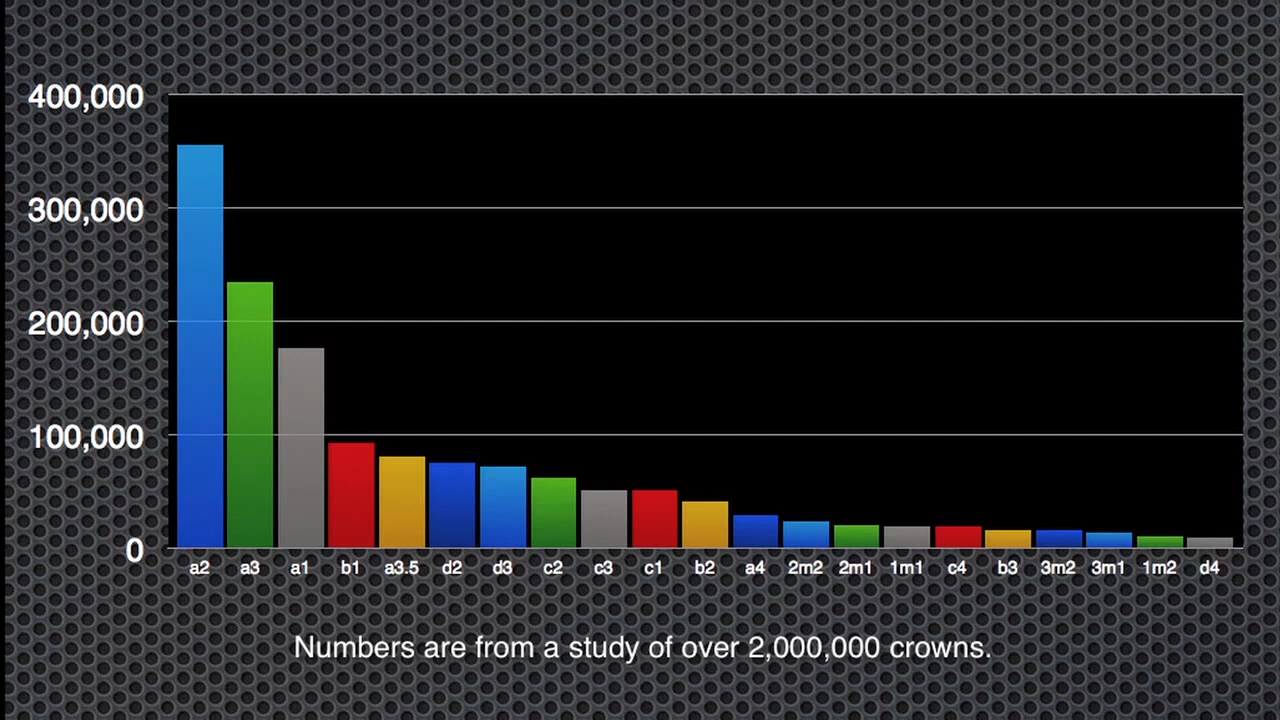 400,000
300,000
200,000
100,000
0
a2 a3 a1 b1 a3.5 d2 d3 c2 c3 c1 b2 a4 2m2 2m1 1m1 c4 b3 3m2 3m1 1m2 d4
Numbers are from a study of over 2,000,000 crowns.